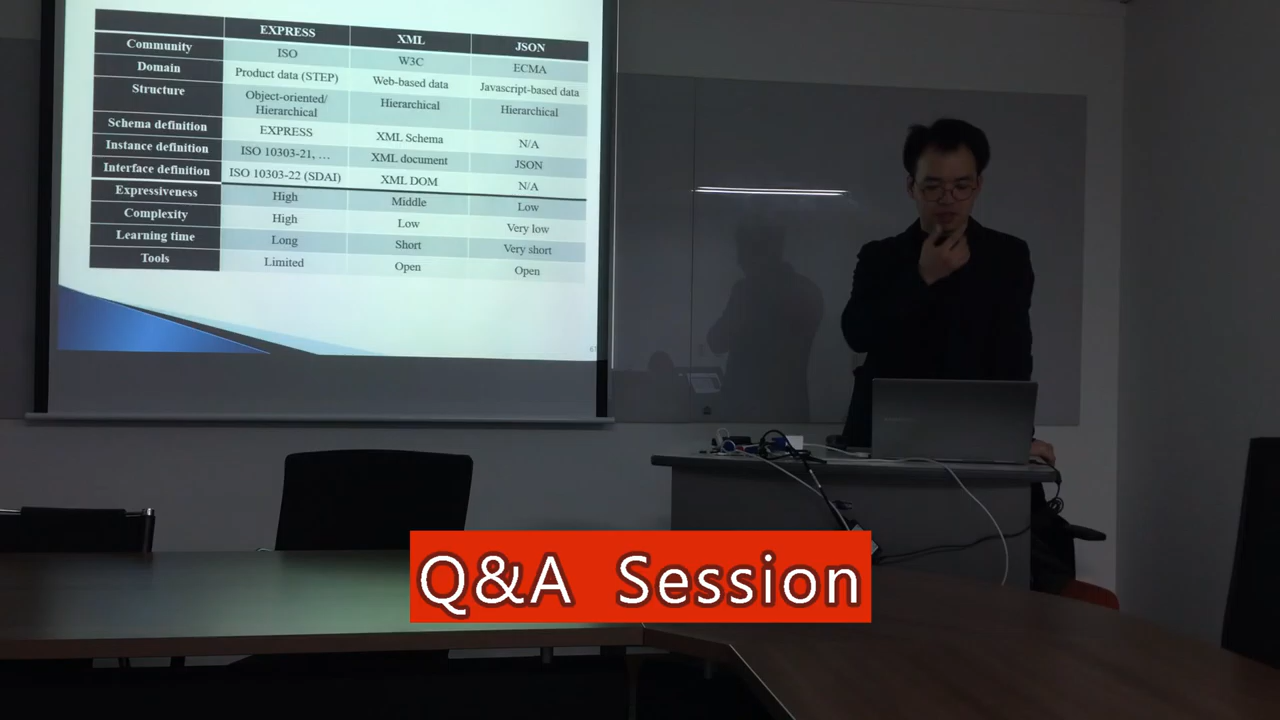 EXPRESS XML JSON
Community ISO W3C ECMA
Domain Product data (STEP) Web-based data Javascript-based data
Structure Object-oriented/ Hierarchical Hierarchical Hierarchical
Schema definition EXPRESS XML Schema N/A
Instance definition ISO 10303-21, … XML document JSON
Interface definition ISO 10303-22 (SDAI) XML DOM N/A
Expressiveness High Middle Low
Complexity High Low Very low
Learning time Long Short Very short
Tools Limited Open Open
Q&A Session